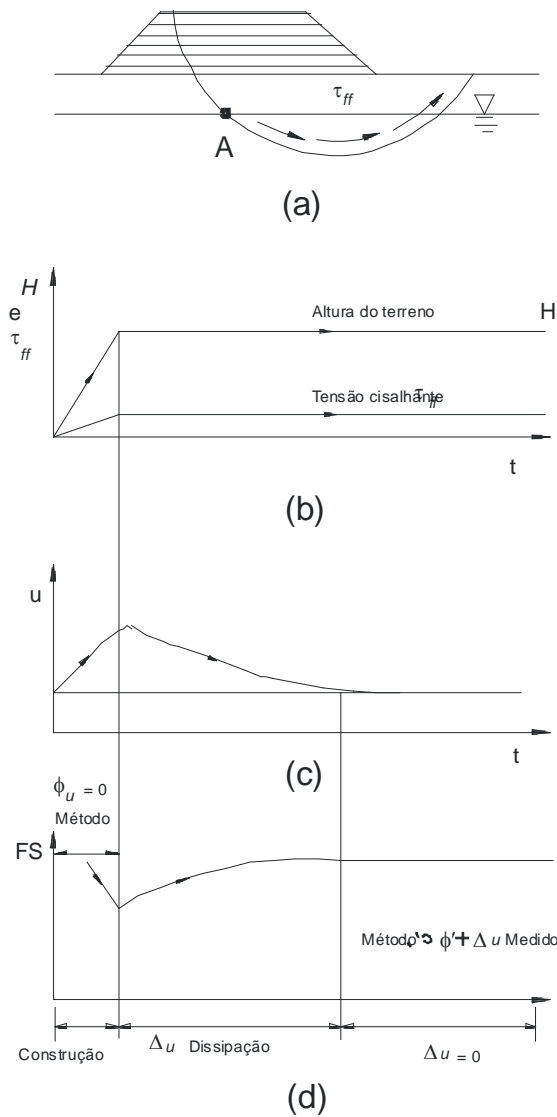 τff
A
(a)
H
e
τff
Altura do terreno
H
Tensão cisalhante
τff
t
(b)
u
(c)
t
ϕu = 0
Método
FS
Método ϕ' + Δu Medido
Construção
Δu Dissipação
Δu = 0
(d)